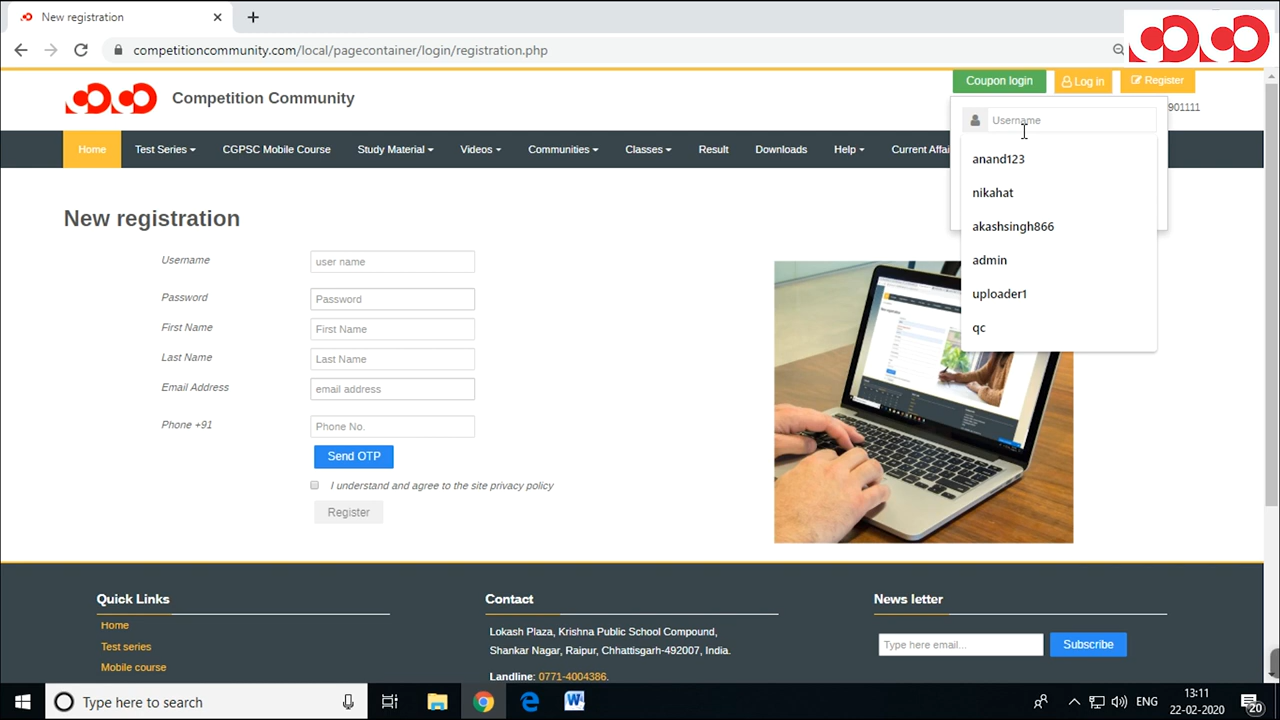 New registration
competitioncommunity.com/local/pagecontainer/login/registration.php
Competition Community
Coupon login
Log in
Register
901111
Home
Test Series
CGPSC Mobile Course
Study Material
Videos
Communities
Classes
Result
Downloads
Help
Current Affai
Username
anand123
nikahat
akashsingh866
admin
uploader1
qc
New registration
Username
user name
Password
Password
First Name
First Name
Last Name
Last Name
Email Address
email address
Phone +91
Phone No.
Send OTP
I understand and agree to the site privacy policy
Register
Quick Links
Home
Test series
Mobile course
Contact
Lokash Plaza, Krishna Public School Compound,
Shankar Nagar, Raipur, Chhattisgarh-492007, India.
Landline: 0771-4004386.
News letter
Type here email...
Subscribe
Type here to search
ENG
13:11
22-02-2020
20